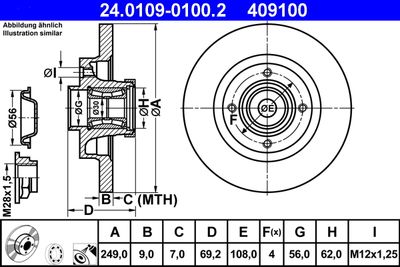 24.0109-0100.2 409100
Abbildung ähnlich
Illustration similar
ØI
Ø56
ØG
Ø30
ØH
ØA
ØE
F
M28x1,5
B
C (MTH)
D
A B C D E F(x) G H I
249,0 9,0 7,0 69,2 108,0 4 56,0 62,0 M12x1,25